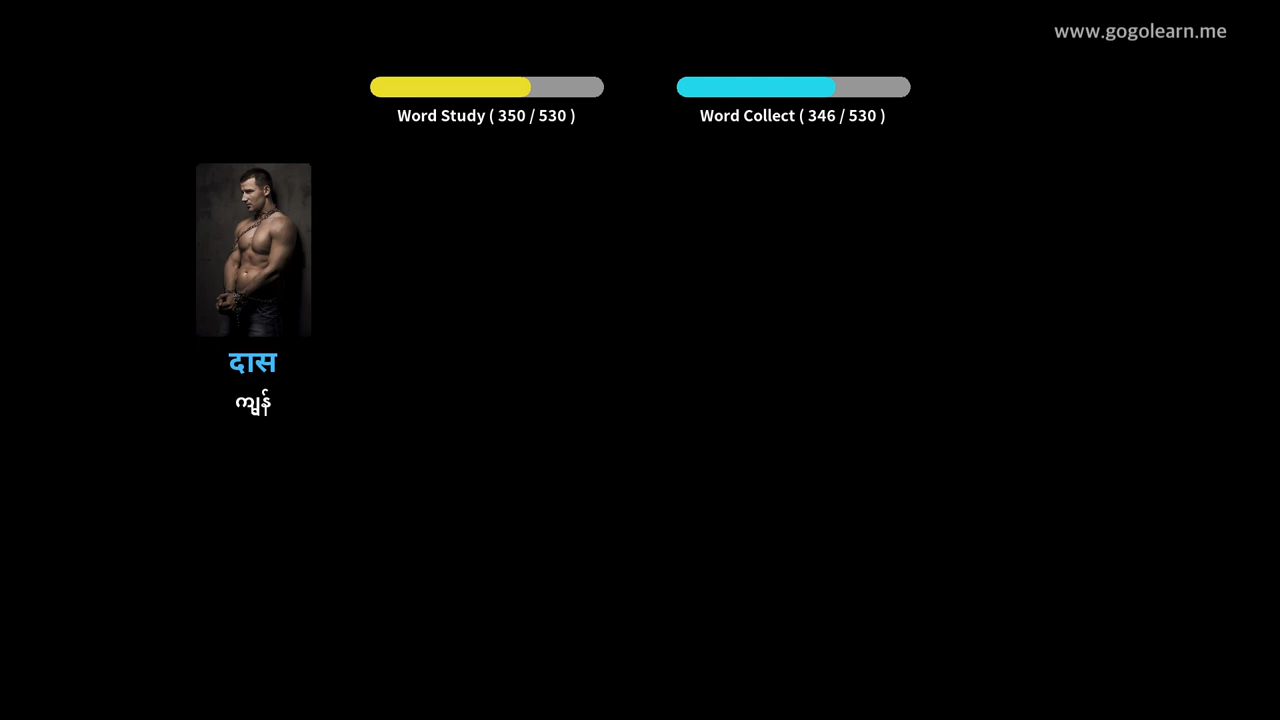 www.gogolearn.me
Word Study ( 350 / 530 )
Word Collect ( 346 / 530 )
दास
ကျွန်